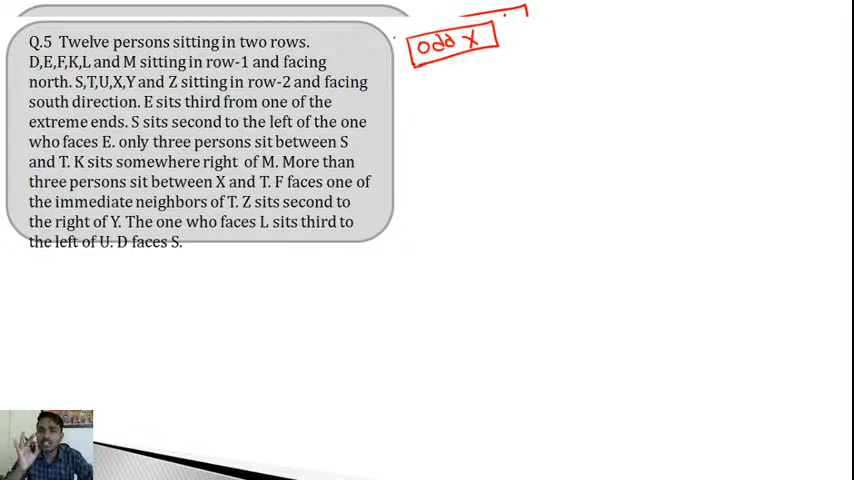 Q.5 Twelve persons sitting in two rows.
D,E,F,K,L and M sitting in row-1 and facing
north. S,T,U,X,Y and Z sitting in row-2 and facing
south direction. E sits third from one of the
extreme ends. S sits second to the left of the one
who faces E. only three persons sit between S
and T. K sits somewhere right of M. More than
three persons sit between X and T. F faces one of
the immediate neighbors of T. Z sits second to
the right of Y. The one who faces L sits third to
the left of U. D faces S.
odd X